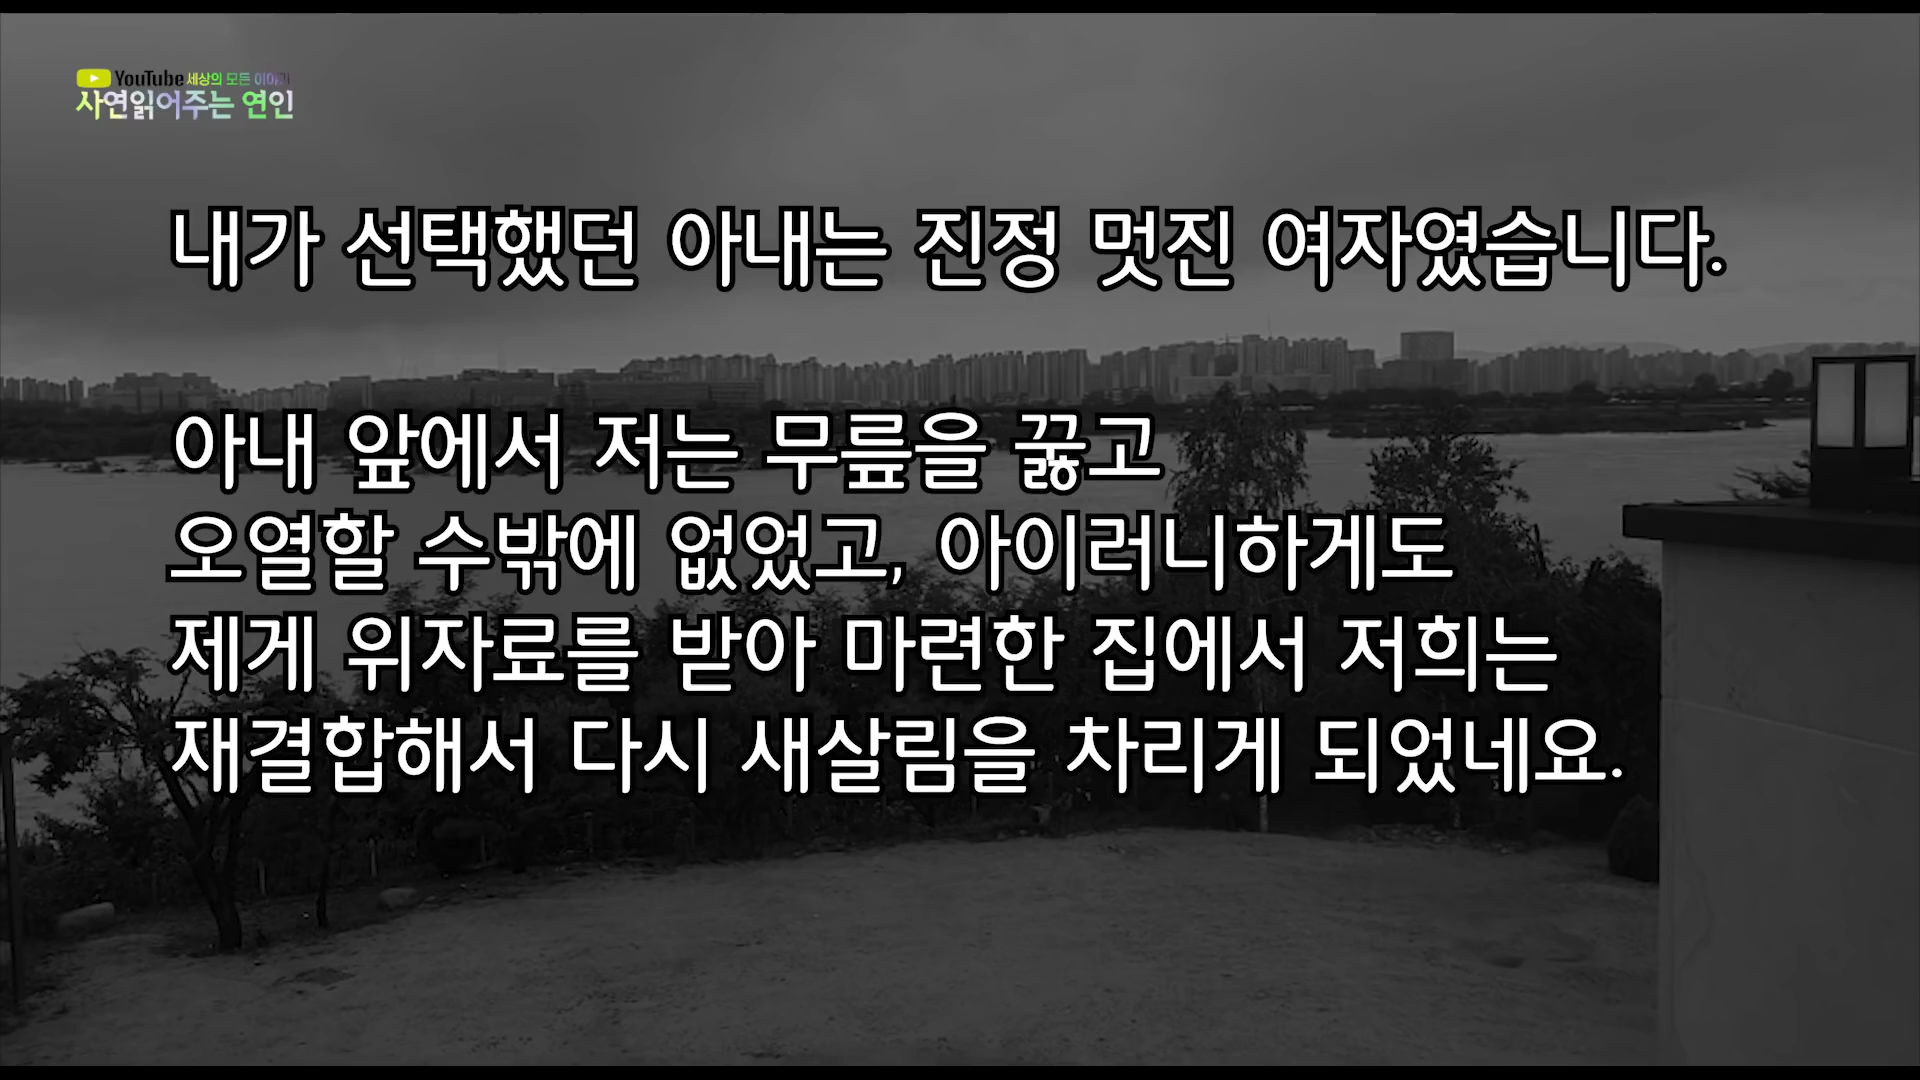 YouTube 세상의 모든 이야기
사연읽어주는 연인
내가 선택했던 아내는 진정 멋진 여자였습니다.
아내 앞에서 저는 무릎을 꿇고
오열할 수밖에 없었고, 아이러니하게도
제게 위자료를 받아 마련한 집에서 저희는
재결합해서 다시 새살림을 차리게 되었네요.